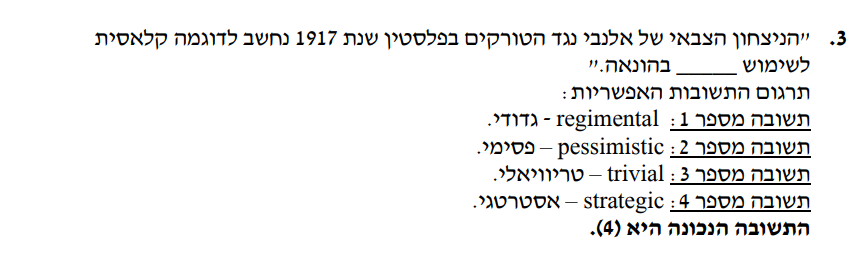 3. "הניצחון הצבאי של אלנבי נגד הטורקים בפלסטין שנת 1917 נחשב לדוגמה קלאסית
לשימוש _____ בהונאה."
תרגום התשובות האפשריות:
תשובה מספר 1: regimental - גדודי.
תשובה מספר 2: pessimistic – פסימי.
תשובה מספר 3: trivial – טריוויאלי.
תשובה מספר 4: strategic – אסטרטגי.
התשובה הנכונה היא (4).